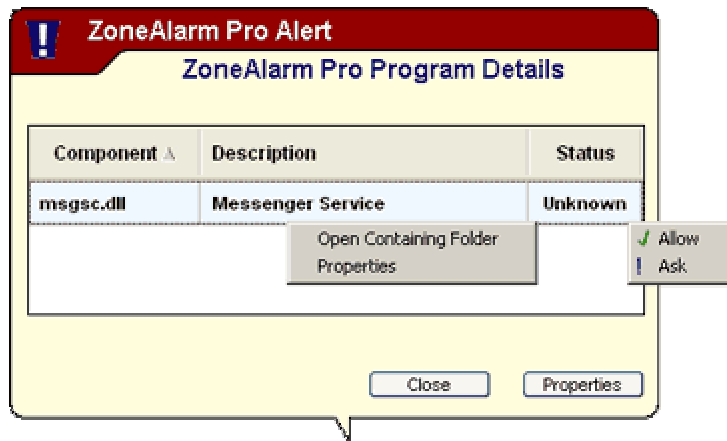 ZoneAlarm Pro Alert
ZoneAlarm Pro Program Details
Component Description Status
msgsc.dll Messenger Service Unknown
Open Containing Folder Allow
Properties Ask
Close Properties